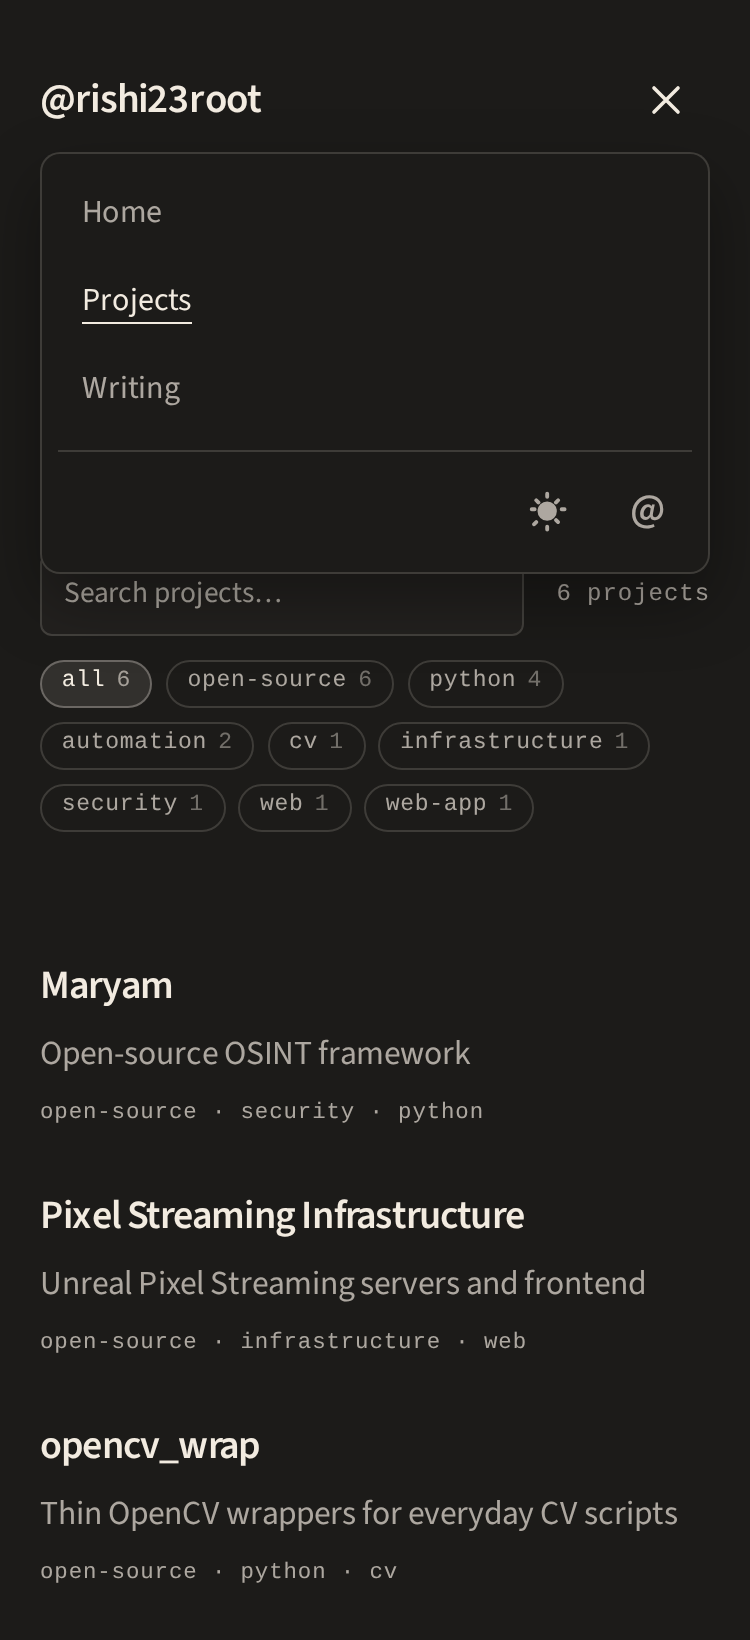 @rishi23root
Home
Projects
Writing
@
Search projects...
6 projects
all 6 open-source 6 python 4
automation 2 cv 1 infrastructure 1
security 1 web 1 web-app 1
Maryam
Open-source OSINT framework
open-source · security · python
Pixel Streaming Infrastructure
Unreal Pixel Streaming servers and frontend
open-source · infrastructure · web
opencv_wrap
Thin OpenCV wrappers for everyday CV scripts
open-source · python · cv